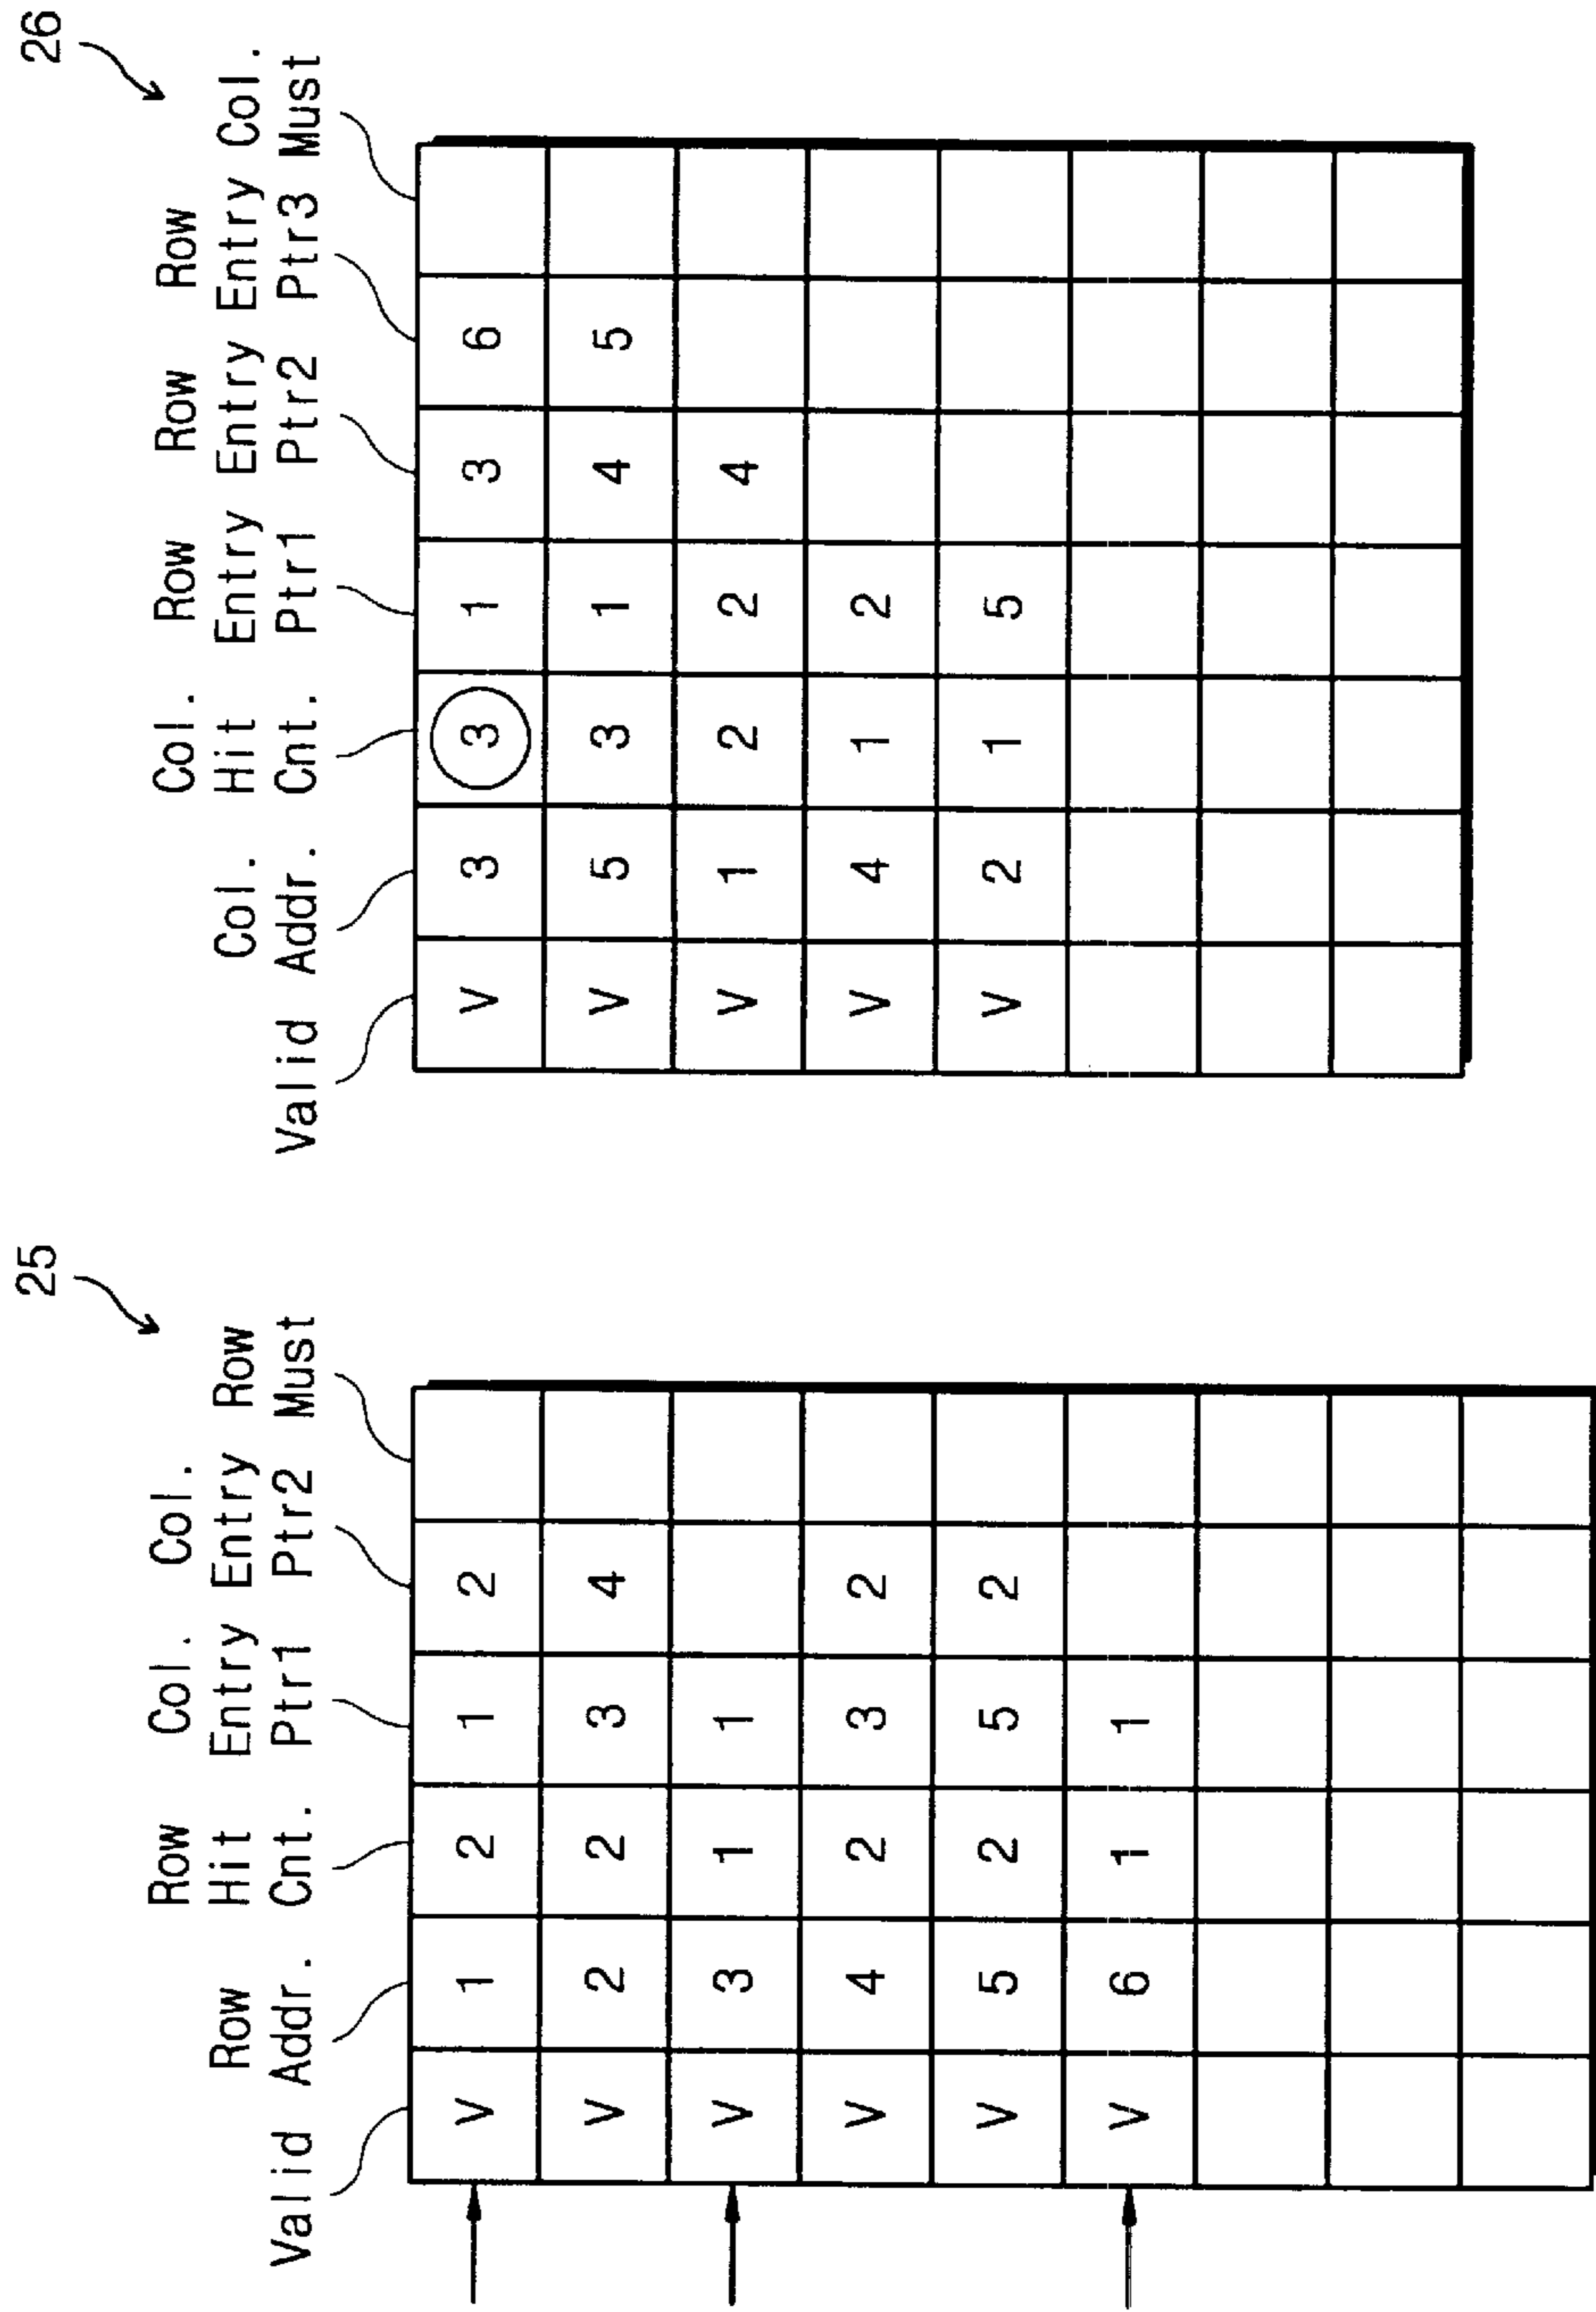 25
Row Col. Col.
Row Hit Entry Entry Row
Valid Addr. Cnt. Ptr1 Ptr2 Must
V 1 2 1 2
V 2 2 3 4
V 3 1 1
V 4 2 3 2
V 5 2 5 2
V 6 1 1
26
Col. Row Row Row
Col. Hit Entry Entry Entry Col.
Valid Addr. Cnt. Ptr1 Ptr2 Ptr3 Must
V 3 3 1 3 6
V 5 3 1 4 5
V 1 2 2 4
V 4 1 2
V 2 1 5